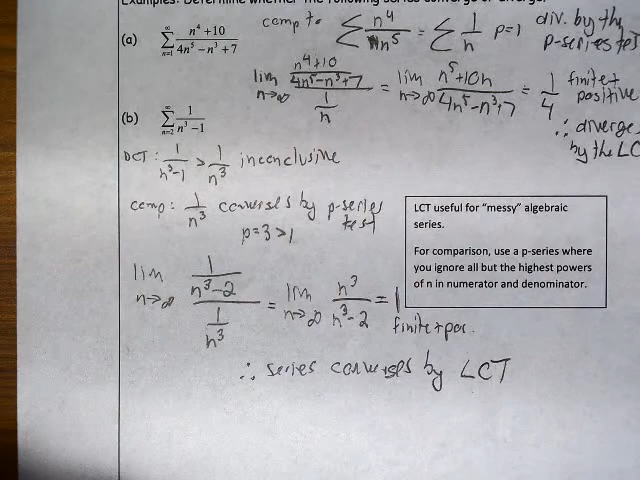 Examples: Determine whether the following series converge or diverge.
(a) ∑_{n=1}^{∞} (n⁴ + 10)/(4n⁵ − n³ + 7) comp to ∑ n⁴/n⁵ = ∑ 1/n p=1 div. by the p-series test
lim_{n→∞} ((n⁴+10)/(4n⁵−n³+7))/(1/n) = lim_{n→∞} (n⁵+10n)/(4n⁵−n³+7) = 1/4 finite + positive
∴ diverge
by the LC
(b) ∑_{n=2}^{∞} 1/(n³ − 1)
DCT: 1/(n³−1) > 1/n³ inconclusive
comp: 1/n³ converses by p-series test
p=3>1
LCT useful for "messy" algebraic
series.
For comparison, use a p-series where
you ignore all but the highest powers
of n in numerator and denominator.
lim_{n→∞} (1/(n³−2))/(1/n³) = lim_{n→∞} n³/(n³−2) = 1
finite + pos.
∴ series converses by LCT